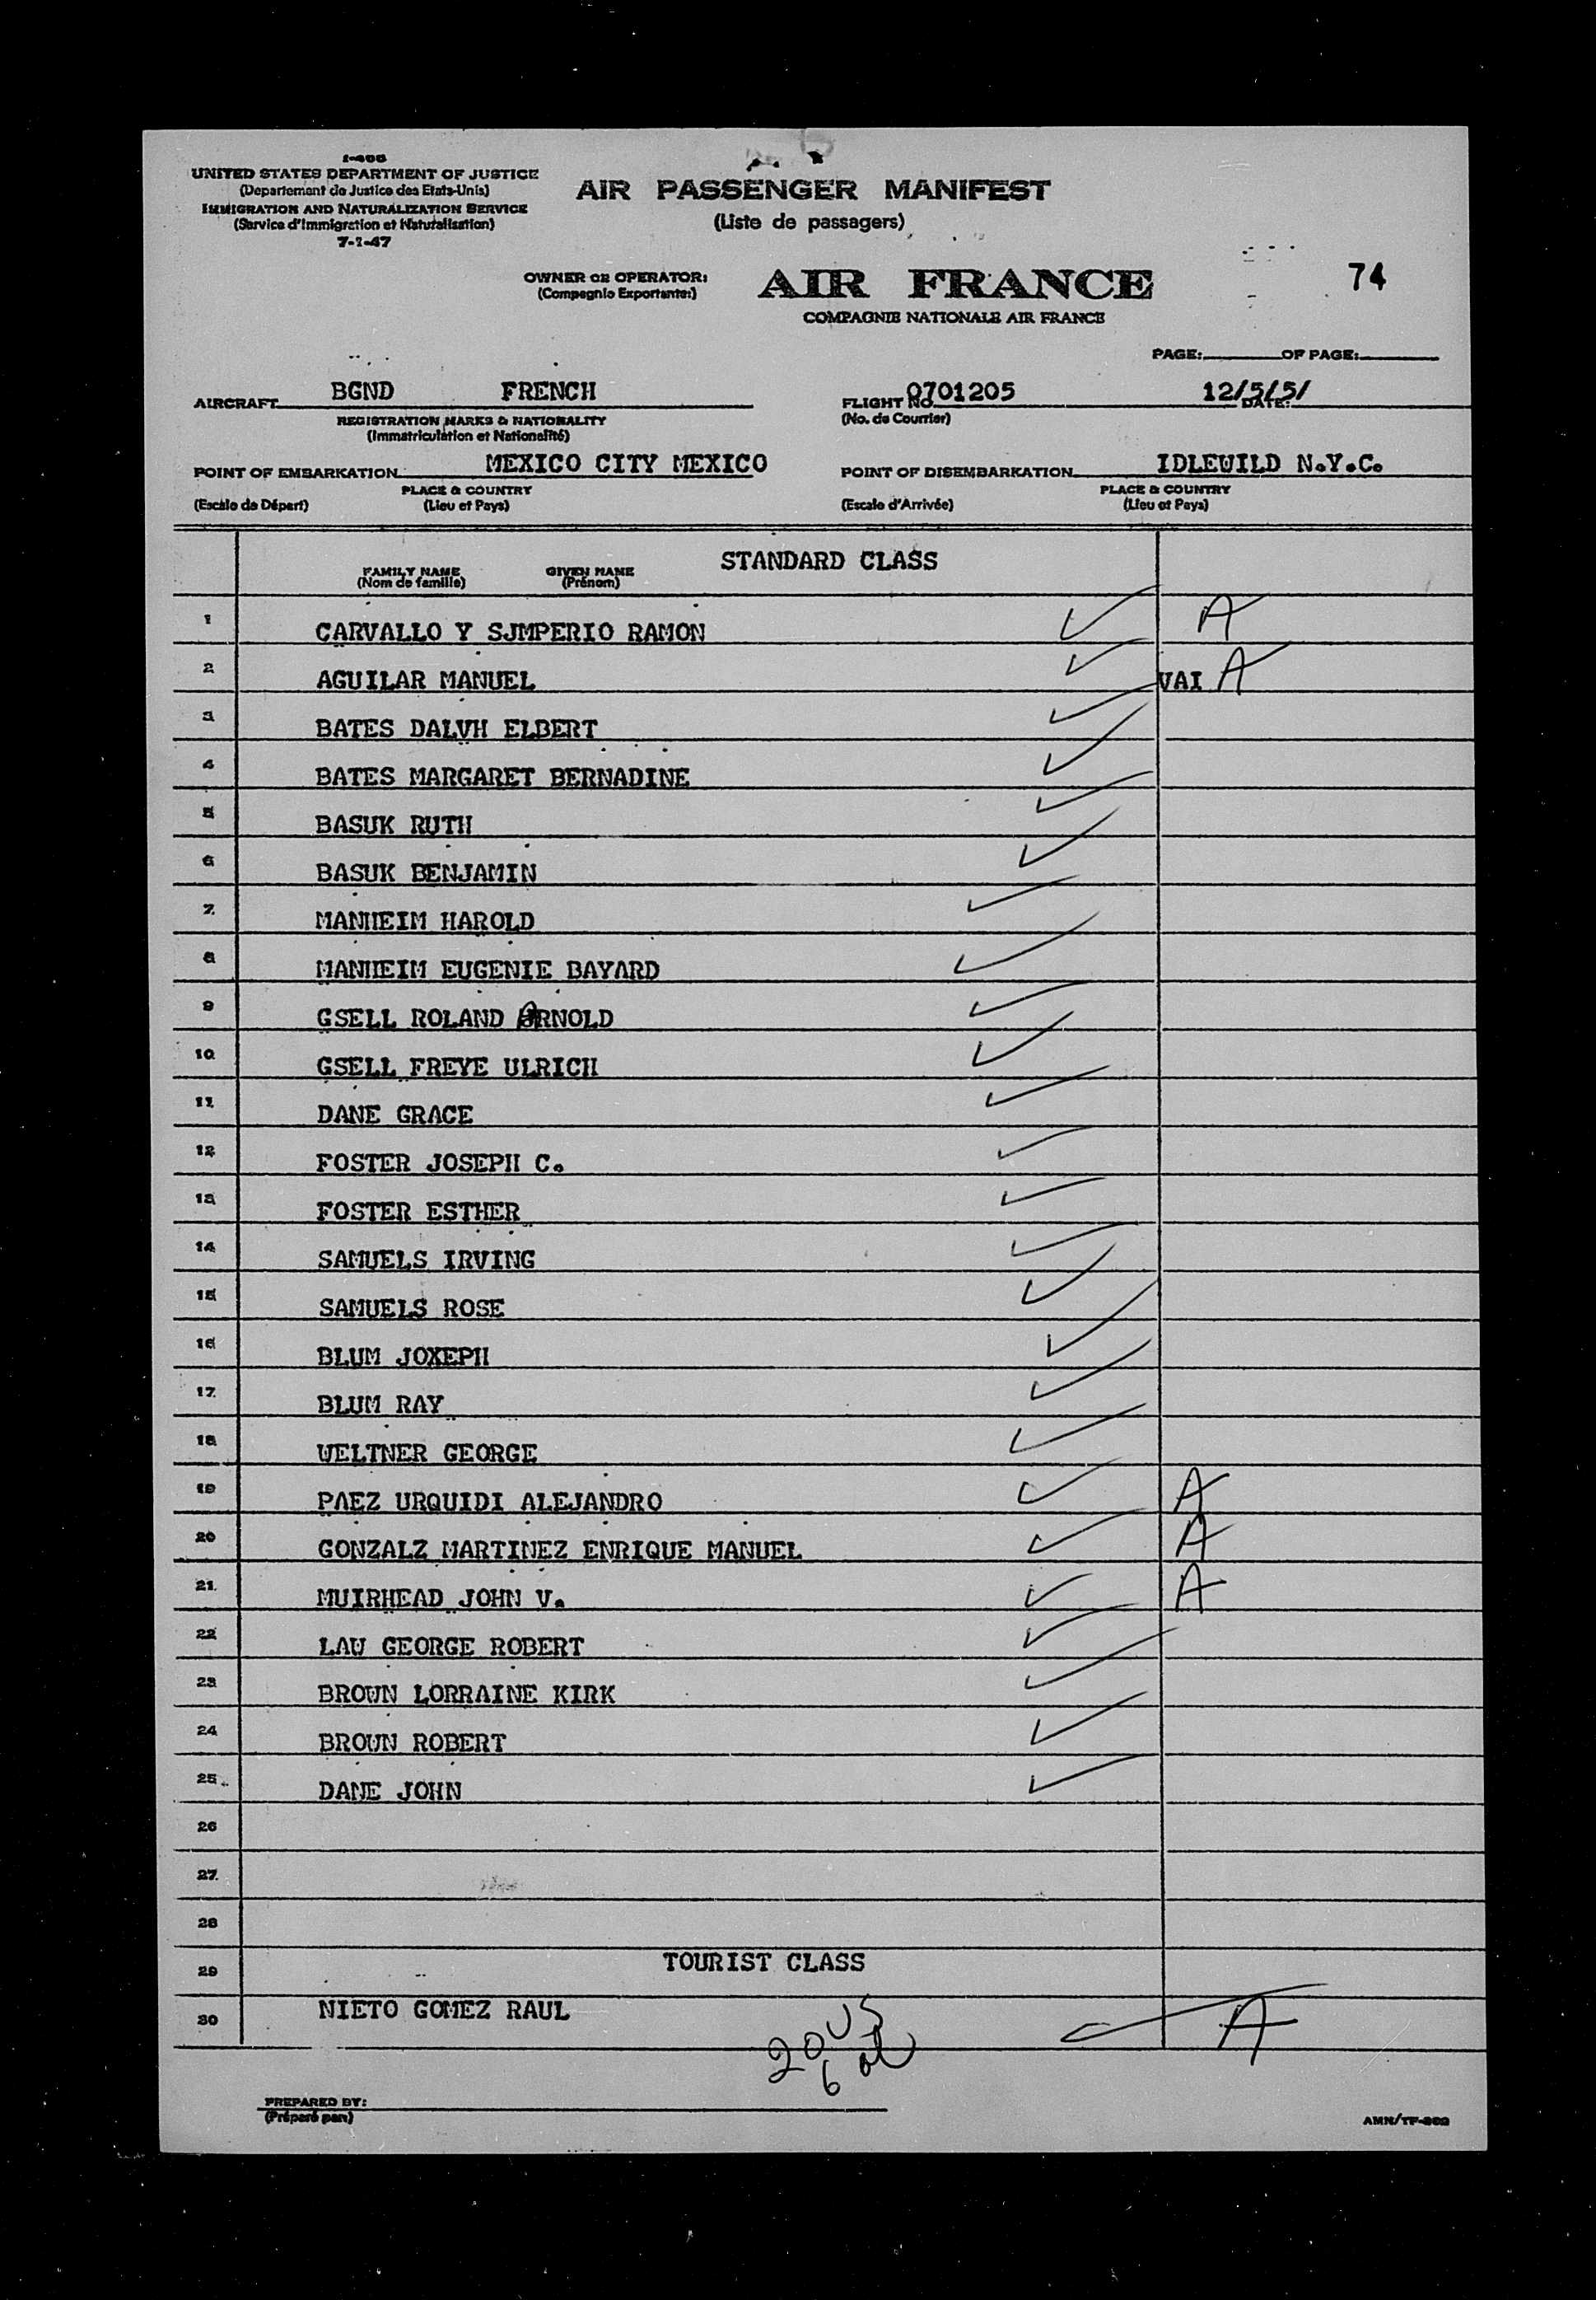 I-466
UNITED STATES DEPARTMENT OF JUSTICE
(Departement de Justice des Etats-Unis)
IMMIGRATION AND NATURALIZATION SERVICE
(Service d'Immigration et Naturalisation)
7-1-47
AIR PASSENGER MANIFEST
(Liste de passagers)
OWNER OR OPERATOR:
(Compagnie Exportante:)
AIR FRANCE
COMPAGNIE NATIONALE AIR FRANCE
74
PAGE: OF PAGE:
AIRCRAFT BGND FRENCH
REGISTRATION MARKS & NATIONALITY
(Immatriculation et Nationalité)
FLIGHT NO. 0701205 DATE: 12/5/5/
(No. de Courrier)
POINT OF EMBARKATION MEXICO CITY MEXICO
PLACE & COUNTRY
(Escale de Départ) (Lieu et Pays)
POINT OF DISEMBARKATION IDLEWILD N.Y.C.
PLACE & COUNTRY
(Escale d'Arrivée) (Lieu et Pays)
STANDARD CLASS
FAMILY NAME GIVEN NAME
(Nom de famille) (Prénom)
1 CARVALLO Y SJMPERIO RAMON A
2 AGUILAR MANUEL VAI A
3 BATES DALVH ELBERT
4 BATES MARGARET BERNADINE
5 BASUK RUTH
6 BASUK BENJAMIN
7 MANHEIM HAROLD
8 MANHEIM EUGENIE BAYARD
9 GSELL ROLAND ARNOLD
10 GSELL FREYE ULRICH
11 DANE GRACE
12 FOSTER JOSEPH C.
13 FOSTER ESTHER
14 SAMUELS IRVING
15 SAMUELS ROSE
16 BLUM JOXEPH
17 BLUM RAY
18 WELTNER GEORGE
19 PAEZ URQUIDI ALEJANDRO A
20 GONZALZ MARTINEZ ENRIQUE MANUEL A
21 MUIRHEAD JOHN V. A
22 LAW GEORGE ROBERT
23 BROWN LORRAINE KIRK
24 BROWN ROBERT
25 DANE JOHN
26
27
28
29 TOURIST CLASS
30 NIETO GOMEZ RAUL A
20 US
6 al
PREPARED BY:
(Préparé par:)